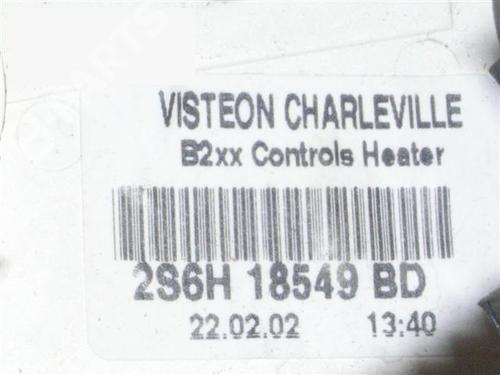 VISTEON CHARLEVILLE
B2xx Controls Heater
2S6H 18549 BD
22.02.02 13:40